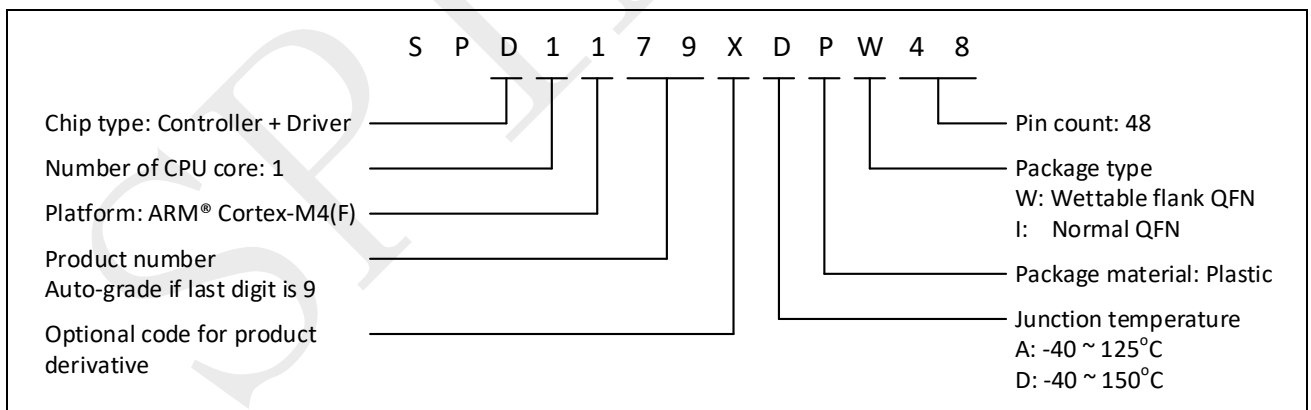 S P D 1 1 7 9 X D P W 4 8
Chip type: Controller + Driver
Number of CPU core: 1
Platform: ARM® Cortex-M4(F)
Product number
Auto-grade if last digit is 9
Optional code for product
derivative
Pin count: 48
Package type
W: Wettable flank QFN
I: Normal QFN
Package material: Plastic
Junction temperature
A: -40 ~ 125°C
D: -40 ~ 150°C